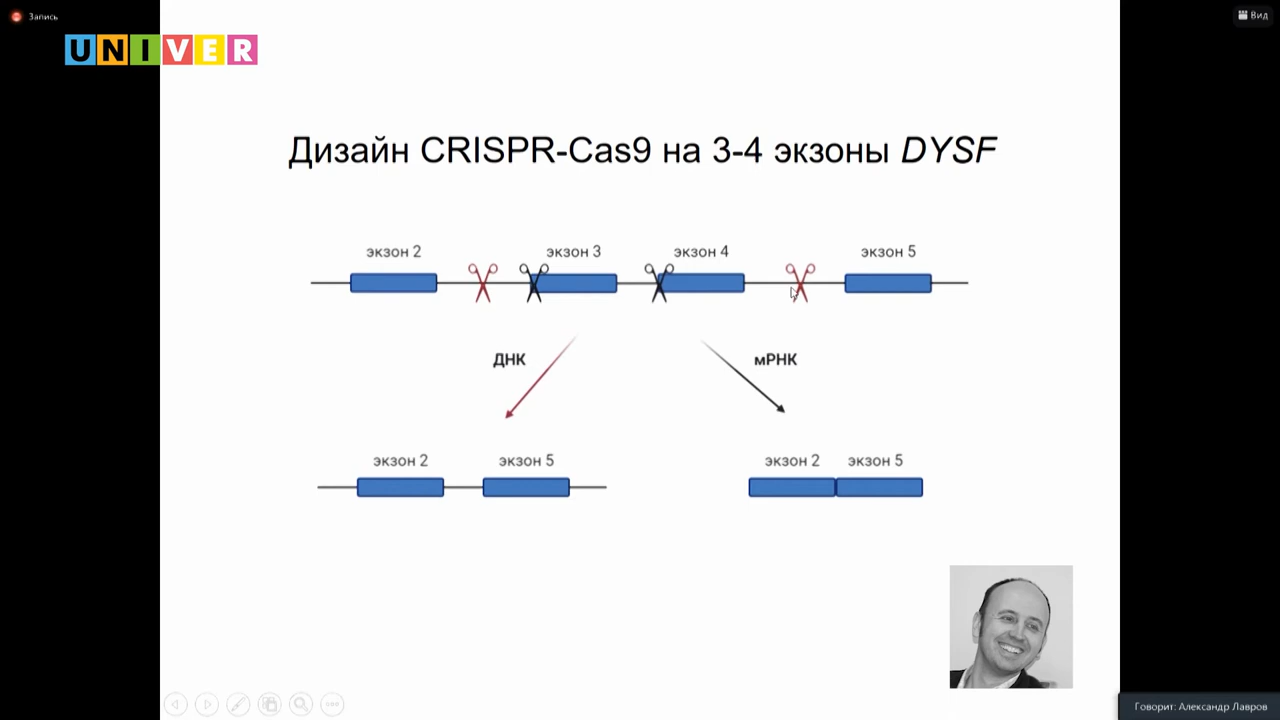 Запись
Вид
UNIVER
Дизайн CRISPR-Cas9 на 3-4 экзоны DYSF
экзон 2 экзон 3 экзон 4 экзон 5
ДНК мРНК
экзон 2 экзон 5 экзон 2 экзон 5
Говорит: Александр Лавров